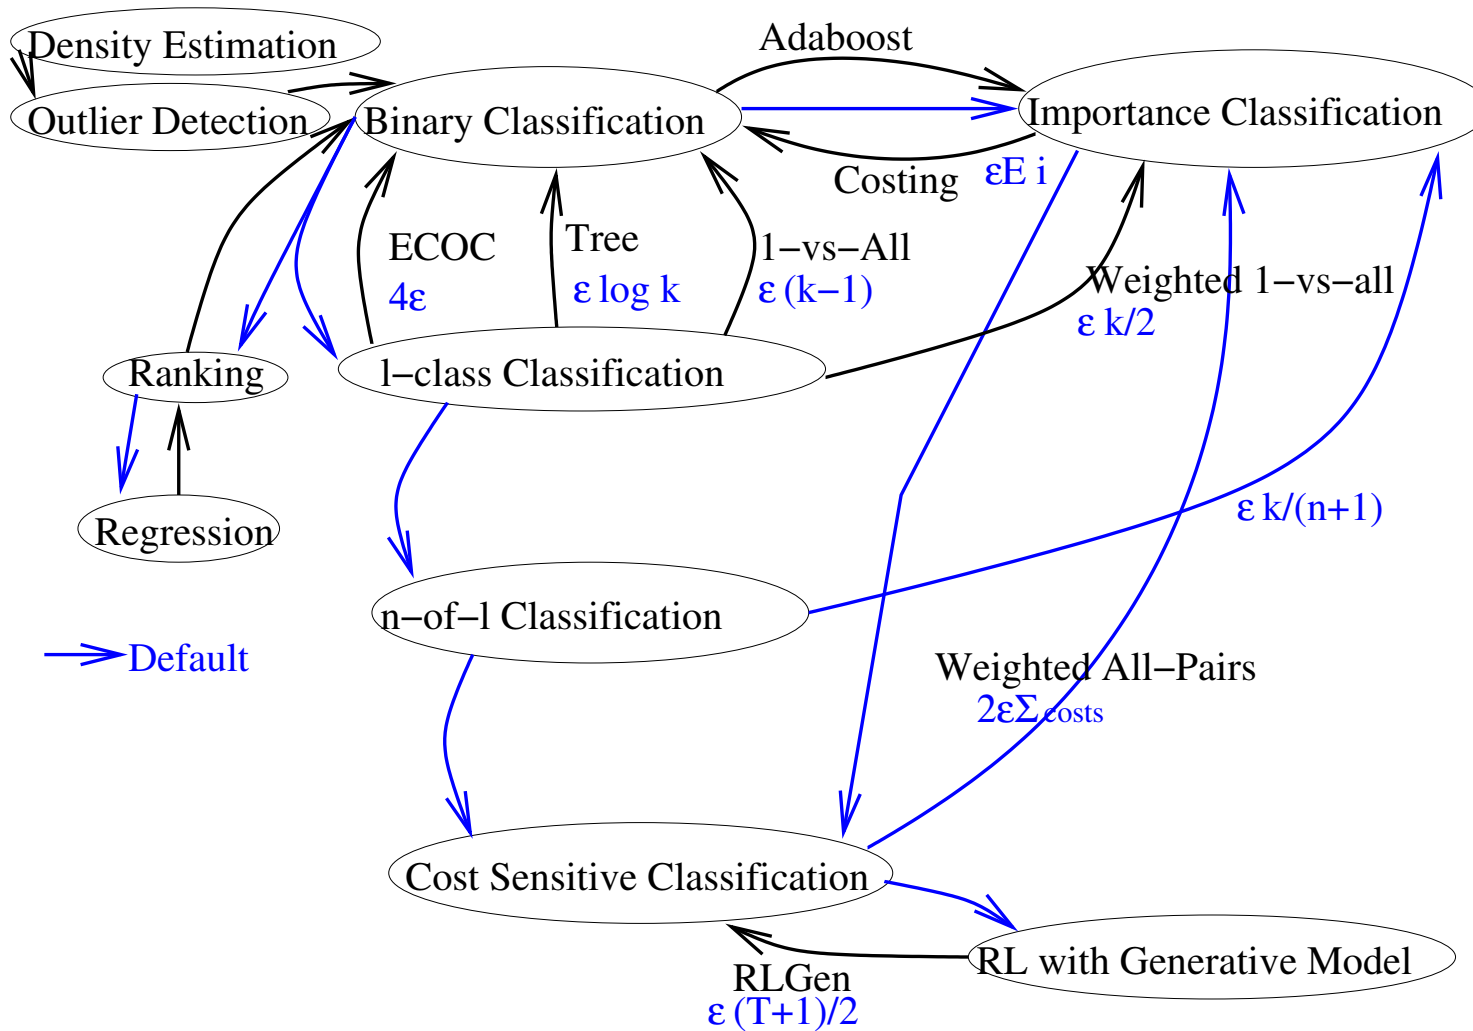 Density Estimation
Adaboost
Outlier Detection
Binary Classification
Importance Classification
Costing
εE i
ECOC
4ε
Tree
ε log k
1−vs−All
ε (k−1)
Weighted 1−vs−all
ε k/2
Ranking
l−class Classification
Regression
ε k/(n+1)
n−of−l Classification
Default
Weighted All−Pairs
2εΣ costs
Cost Sensitive Classification
RL with Generative Model
RLGen
ε (T+1)/2